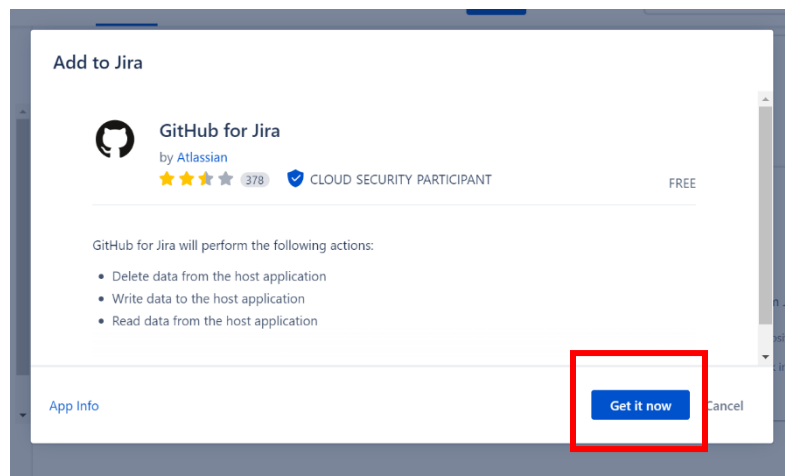 Add to Jira
GitHub for Jira
by Atlassian
378 CLOUD SECURITY PARTICIPANT
FREE
GitHub for Jira will perform the following actions:
• Delete data from the host application
• Write data to the host application
• Read data from the host application
App Info
Get it now
Cancel